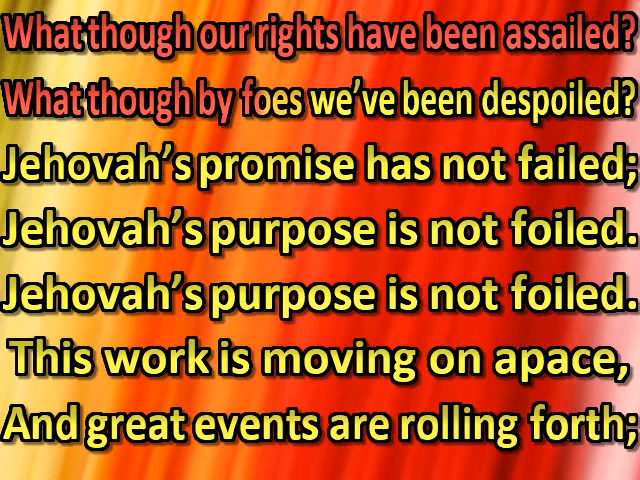 What though our rights have been assailed?
What though by foes we've been despoiled?
Jehovah's promise has not failed;
Jehovah's purpose is not foiled.
Jehovah's purpose is not foiled.
This work is moving on apace,
And great events are rolling forth;